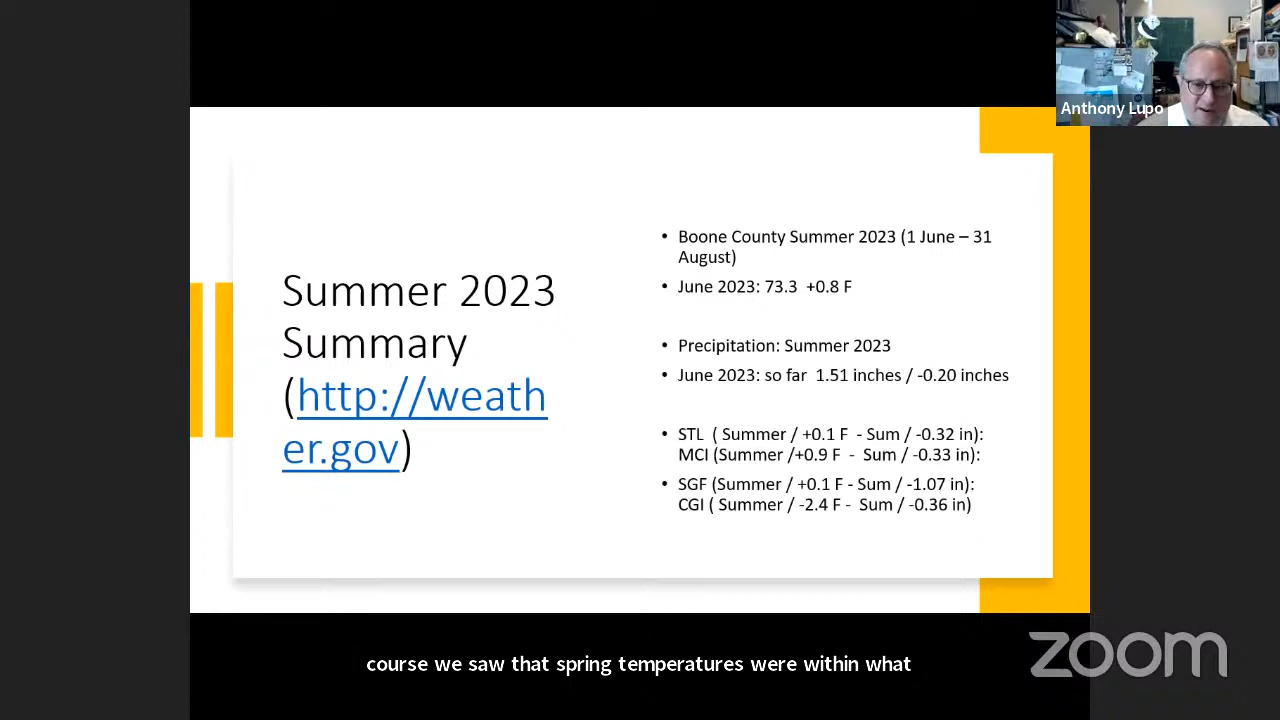 Anthony Lupo
Summer 2023
Summary
(http://weath
er.gov)
• Boone County Summer 2023 (1 June – 31
August)
• June 2023: 73.3 +0.8 F
• Precipitation: Summer 2023
• June 2023: so far 1.51 inches / -0.20 inches
• STL ( Summer / +0.1 F - Sum / -0.32 in):
MCI (Summer /+0.9 F - Sum / -0.33 in):
• SGF (Summer / +0.1 F - Sum / -1.07 in):
CGI ( Summer / -2.4 F - Sum / -0.36 in)
course we saw that spring temperatures were within what
zoom